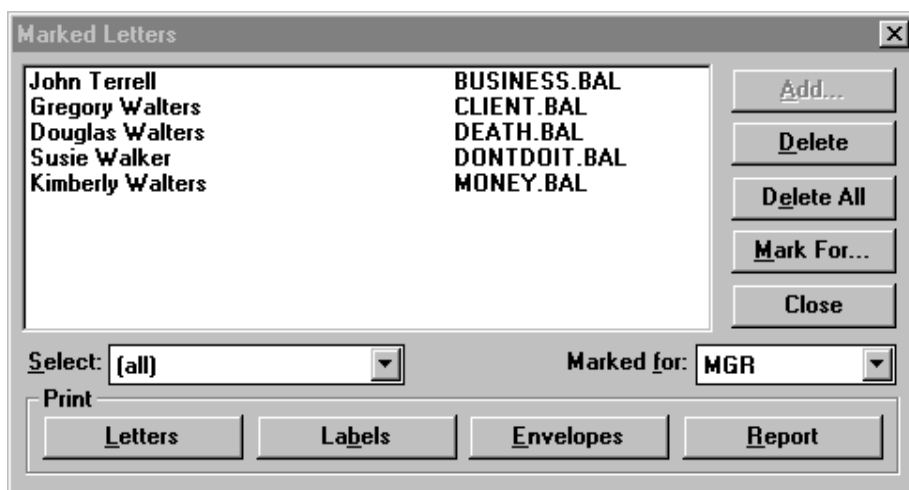 Marked Letters
John Terrell BUSINESS.BAL
Gregory Walters CLIENT.BAL
Douglas Walters DEATH.BAL
Susie Walker DONTDOIT.BAL
Kimberly Walters MONEY.BAL
Add...
Delete
Delete All
Mark For...
Close
Select: (all) Marked for: MGR
Print
Letters Labels Envelopes Report